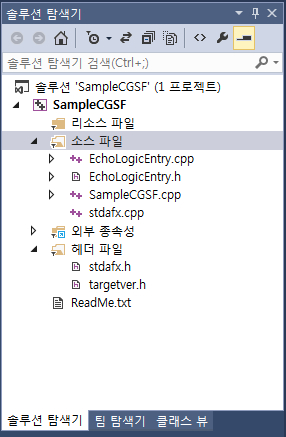 솔루션 탐색기
솔루션 탐색기 검색(Ctrl+;)
솔루션 'SampleCGSF' (1 프로젝트)
SampleCGSF
리소스 파일
소스 파일
EchoLogicEntry.cpp
EchoLogicEntry.h
SampleCGSF.cpp
stdafx.cpp
외부 종속성
헤더 파일
stdafx.h
targetver.h
ReadMe.txt
솔루션 탐색기 팀 탐색기 클래스 뷰